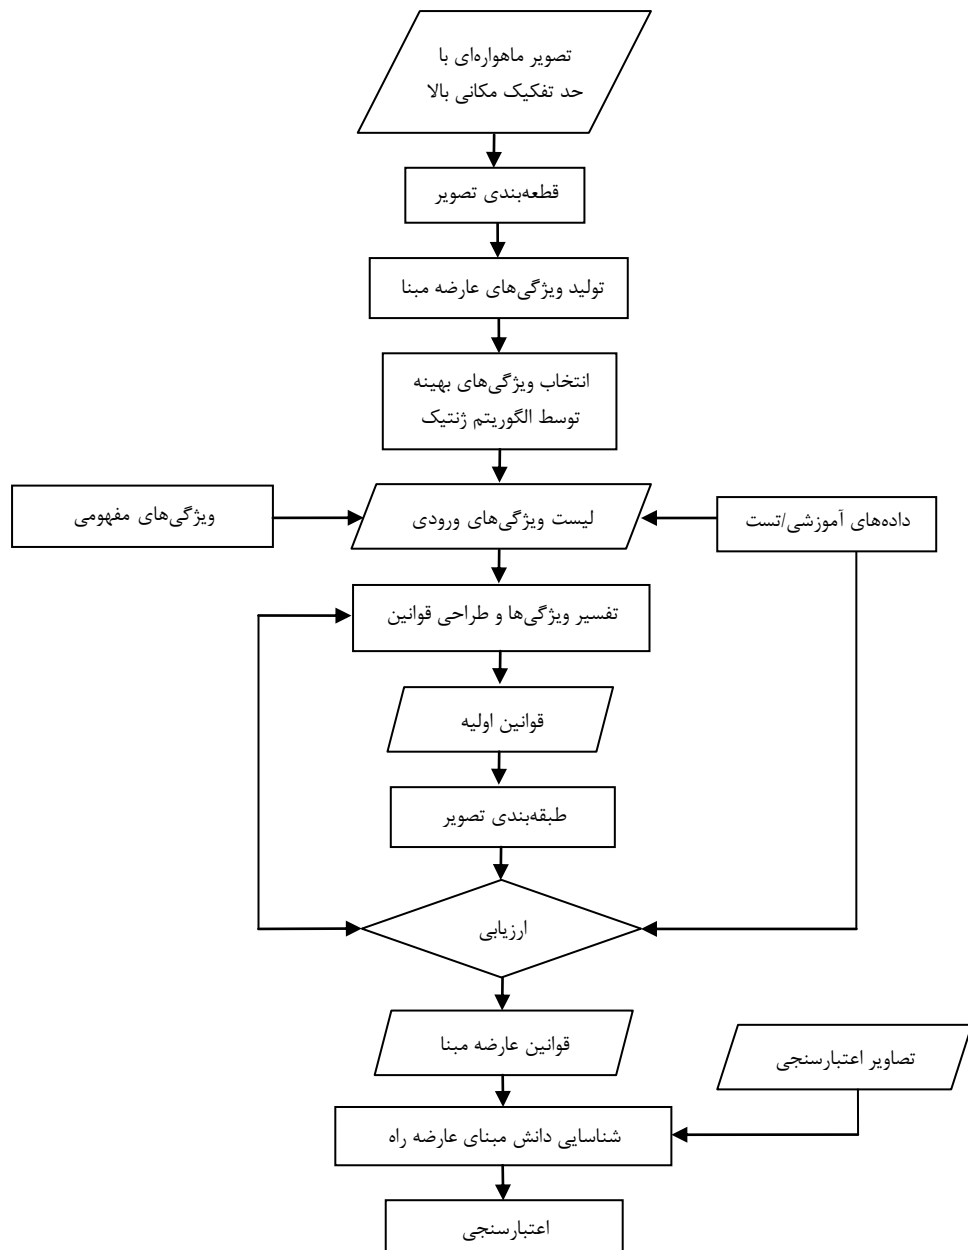 تصویر ماهواره‌ای با
حد تفکیک مکانی بالا
قطعه‌بندی تصویر
تولید ویژگی‌های عارضه مبنا
انتخاب ویژگی‌های بهینه
توسط الگوریتم ژنتیک
داده‌های آموزشی/تست
لیست ویژگی‌های ورودی
ویژگی‌های مفهومی
تفسیر ویژگی‌ها و طراحی قوانین
قوانین اولیه
طبقه‌بندی تصویر
ارزیابی
قوانین عارضه مبنا
تصاویر اعتبارسنجی
شناسایی دانش مبنای عارضه راه
اعتبارسنجی